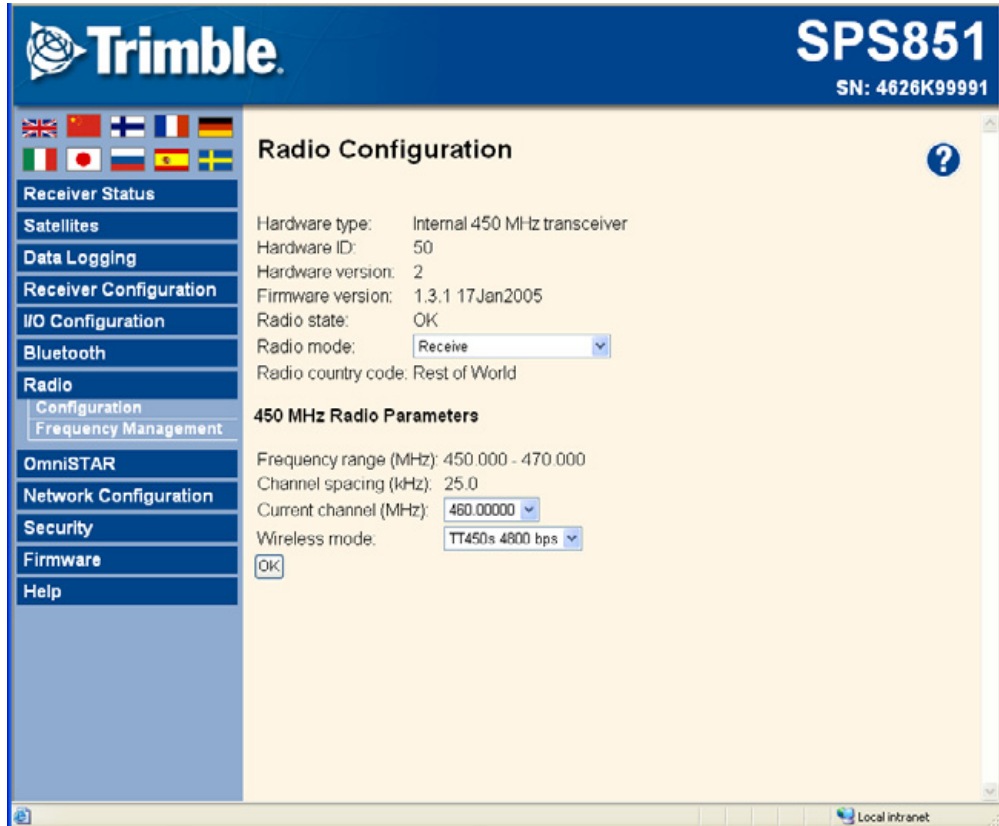 Trimble.
SPS851
SN: 4626K99991
Receiver Status
Satellites
Data Logging
Receiver Configuration
I/O Configuration
Bluetooth
Radio
Configuration
Frequency Management
OmniSTAR
Network Configuration
Security
Firmware
Help
Radio Configuration
?
Hardware type: Internal 450 MHz transceiver
Hardware ID: 50
Hardware version: 2
Firmware version: 1.3.1 17Jan2005
Radio state: OK
Radio mode: Receive
Radio country code: Rest of World
450 MHz Radio Parameters
Frequency range (MHz): 450.000 - 470.000
Channel spacing (kHz): 25.0
Current channel (MHz): 460.00000
Wireless mode: TT450s 4800 bps
OK
Local intranet